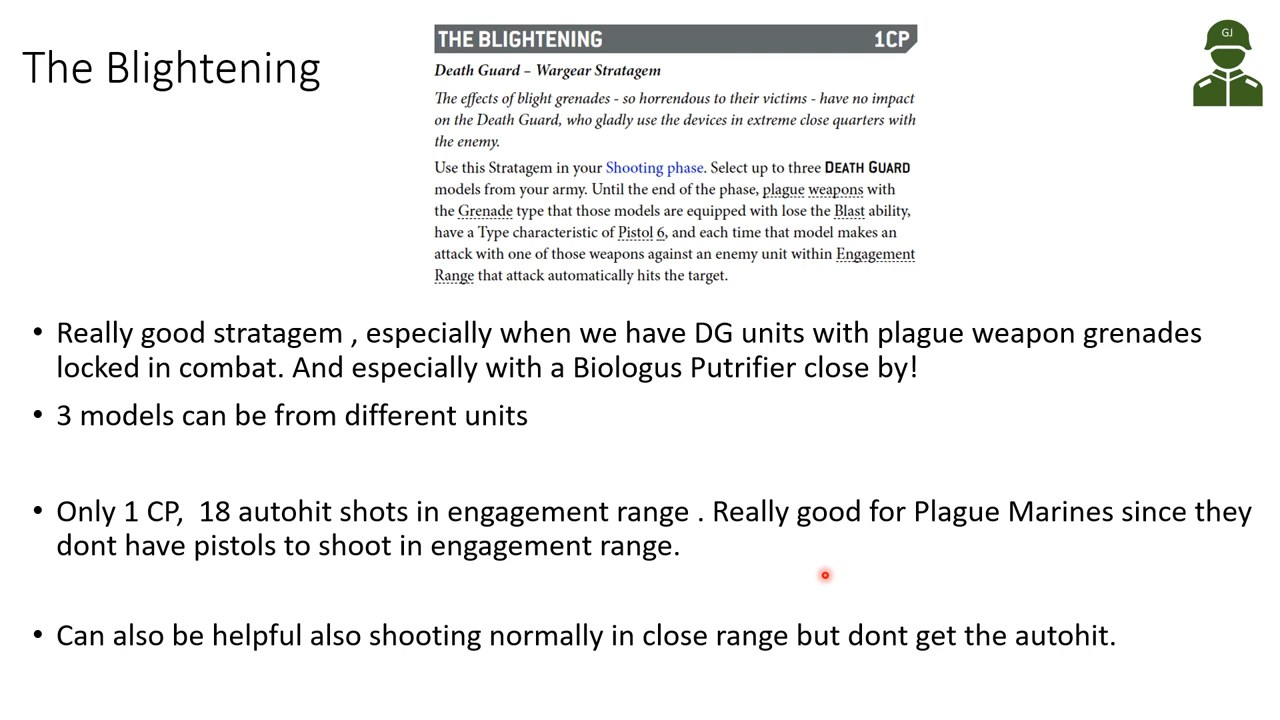 The Blightening
THE BLIGHTENING 1CP
Death Guard – Wargear Stratagem
The effects of blight grenades - so horrendous to their victims - have no impact
on the Death Guard, who gladly use the devices in extreme close quarters with
the enemy.
Use this Stratagem in your Shooting phase. Select up to three DEATH GUARD
models from your army. Until the end of the phase, plague weapons with
the Grenade type that those models are equipped with lose the Blast ability,
have a Type characteristic of Pistol 6, and each time that model makes an
attack with one of those weapons against an enemy unit within Engagement
Range that attack automatically hits the target.
GJ
• Really good stratagem , especially when we have DG units with plague weapon grenades
locked in combat. And especially with a Biologus Putrifier close by!
• 3 models can be from different units
• Only 1 CP, 18 autohit shots in engagement range . Really good for Plague Marines since they
dont have pistols to shoot in engagement range.
• Can also be helpful also shooting normally in close range but dont get the autohit.